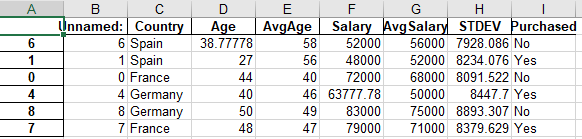 A B C D E F G H I
Unnamed: Country Age AvgAge Salary AvgSalary STDEV Purchased
6 6 Spain 38.77778 58 52000 56000 7928.086 No
1 1 Spain 27 56 48000 52000 8234.076 Yes
0 0 France 44 40 72000 68000 8091.522 No
4 4 Germany 40 46 63777.78 50000 8447.7 Yes
8 8 Germany 50 49 83000 75000 8893.307 No
7 7 France 48 47 79000 71000 8379.629 Yes